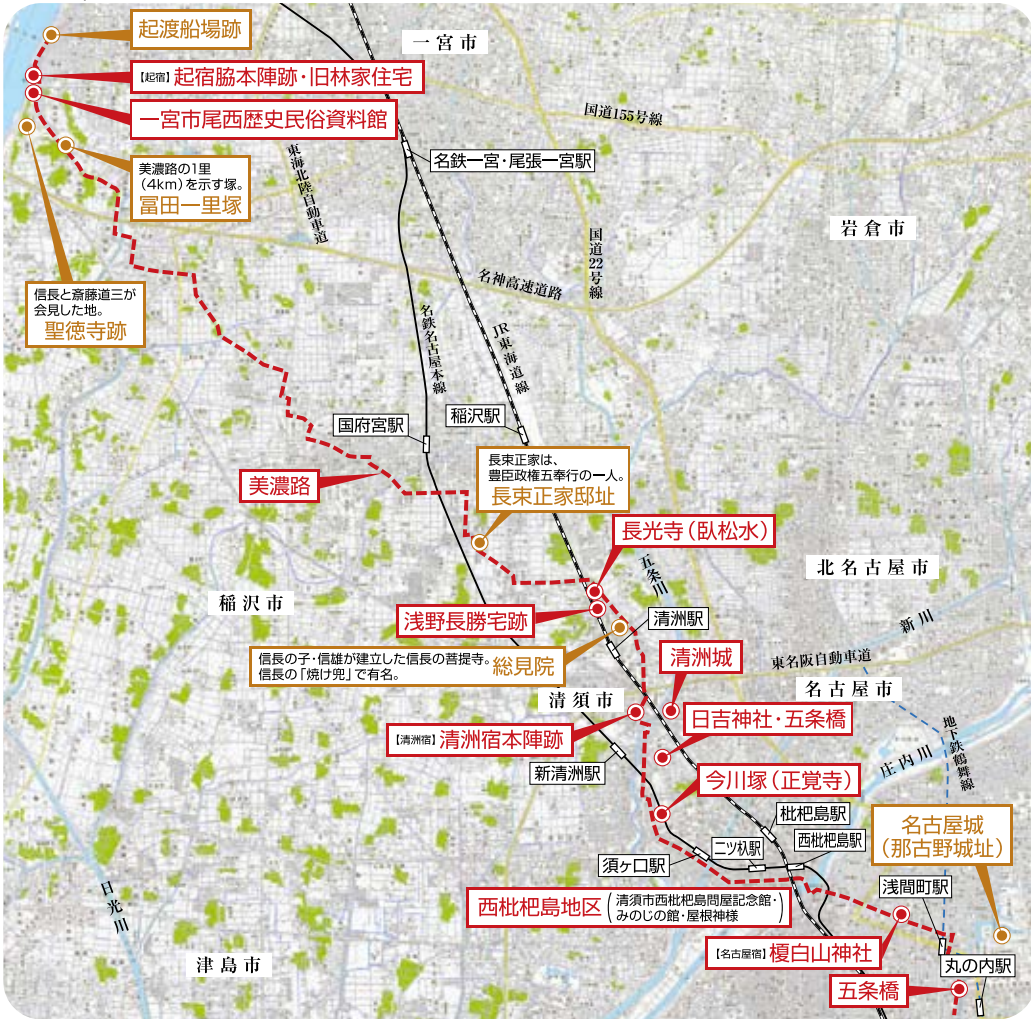 起渡船場跡
一宮市
【起宿】起宿脇本陣跡・旧林家住宅
一宮市尾西歴史民俗資料館
国道155号線
名鉄一宮・尾張一宮駅
東海北陸自動車道
美濃路の1里
（4km）を示す塚。
冨田一里塚
岩倉市
国道22号線
名神高速道路
信長と斎藤道三が
会見した地。
聖徳寺跡
名鉄名古屋本線
JR東海道線
国府宮駅
稲沢駅
美濃路
長束正家は、
豊臣政権五奉行の一人。
長束正家邸址
長光寺（臥松水）
五条川
北名古屋市
稲沢市
浅野長勝宅跡
清洲駅
新川
信長の子・信雄が建立した信長の菩提寺。
信長の「焼け兜」で有名。
総見院
清洲城
東名阪自動車道
名古屋市
清須市
日吉神社・五条橋
【清洲宿】清洲宿本陣跡
地下鉄鶴舞線
庄内川
新清洲駅
今川塚（正覚寺）
枇杷島駅
名古屋城
（那古野城址）
二ツ杁駅
西枇杷島駅
須ヶ口駅
浅間町駅
西枇杷島地区（清須市西枇杷島問屋記念館・
みのじの館・屋根神様）
日光川
【名古屋宿】榎白山神社
津島市
丸の内駅
五条橋